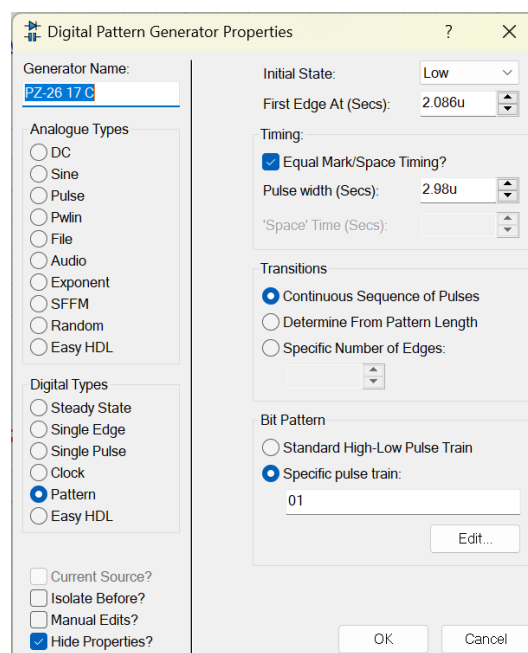 Digital Pattern Generator Properties ? X
Generator Name:
PZ-26 17 C
Analogue Types
DC
Sine
Pulse
Pwlin
File
Audio
Exponent
SFFM
Random
Easy HDL
Digital Types
Steady State
Single Edge
Single Pulse
Clock
Pattern
Easy HDL
Current Source?
Isolate Before?
Manual Edits?
Hide Properties?
Initial State: Low
First Edge At (Secs): 2.086u
Timing:
Equal Mark/Space Timing?
Pulse width (Secs): 2.98u
'Space' Time (Secs):
Transitions
Continuous Sequence of Pulses
Determine From Pattern Length
Specific Number of Edges:
Bit Pattern
Standard High-Low Pulse Train
Specific pulse train:
01
Edit...
OK Cancel